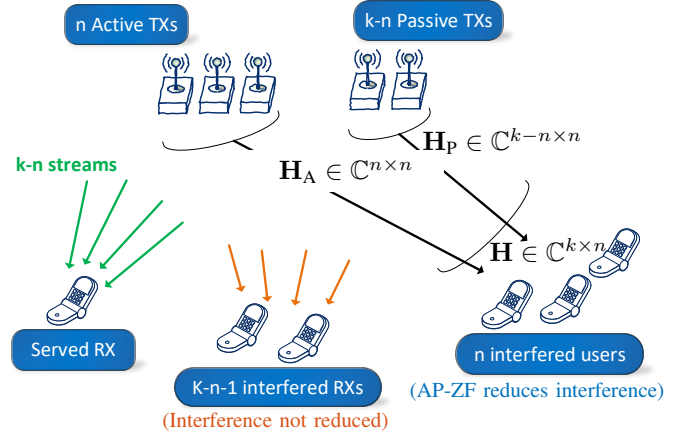 n Active TXs
k-n Passive TXs
H_P ∈ ℂ^{k−n×n}
H_A ∈ ℂ^{n×n}
k-n streams
H ∈ ℂ^{k×n}
Served RX
n interfered users
K-n-1 interfered RXs
(AP-ZF reduces interference)
(Interference not reduced)